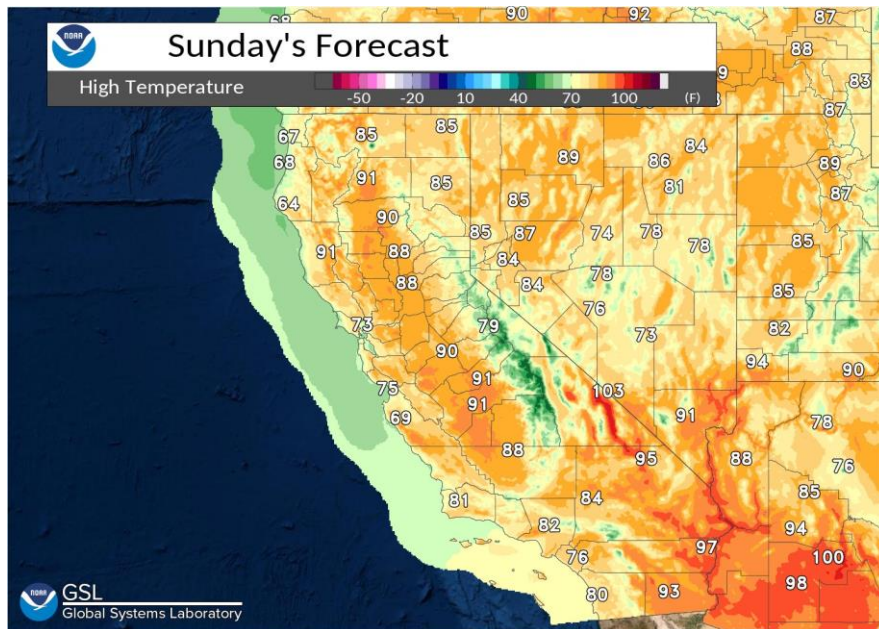 68 90 92 87
NOAA
Sunday's Forecast
88
High Temperature
-50 -20 10 40 70 100 (F)
83
87
67 85 85 84
68 89 86 89
91 85 81 87
64 90 85
85 87 74 78 78 85
91 88 84
88 84 78 85
76
73 79 73 82
90 94 90
91 103
75 91 91 78
69
88 95 88 76
81 84 85
82 94
76 97 100
93 98
80
NOAA
GSL
Global Systems Laboratory